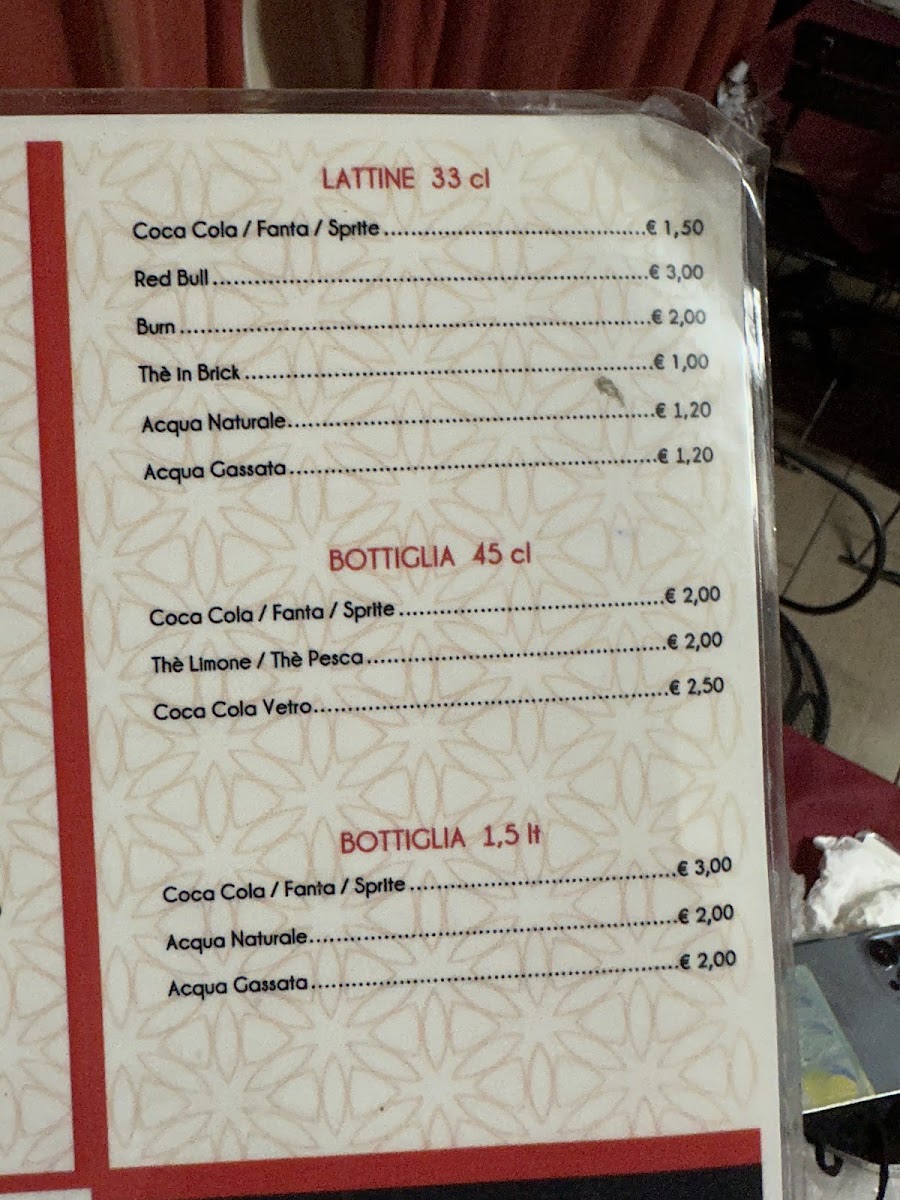 LATTINE 33 cl
Coca Cola / Fanta / Sprite........................................€ 1,50
Red Bull........................................€ 3,00
Burn........................................€ 2,00
Thè in Brick........................................€ 1,00
Acqua Naturale........................................€ 1,20
Acqua Gassata........................................€ 1,20
BOTTIGLIA 45 cl
Coca Cola / Fanta / Sprite........................................€ 2,00
Thè Limone / Thè Pesca........................................€ 2,00
Coca Cola Vetro........................................€ 2,50
BOTTIGLIA 1,5 lt
Coca Cola / Fanta / Sprite........................................€ 3,00
Acqua Naturale........................................€ 2,00
Acqua Gassata........................................€ 2,00